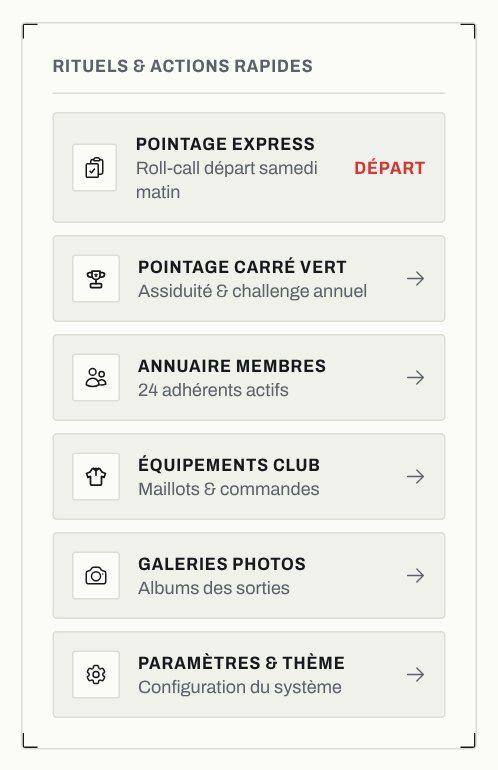 RITUELS & ACTIONS RAPIDES
POINTAGE EXPRESS
Roll-call départ samedi
matin
DÉPART
POINTAGE CARRÉ VERT
Assiduité & challenge annuel
ANNUAIRE MEMBRES
24 adhérents actifs
ÉQUIPEMENTS CLUB
Maillots & commandes
GALERIES PHOTOS
Albums des sorties
PARAMÈTRES & THÈME
Configuration du système